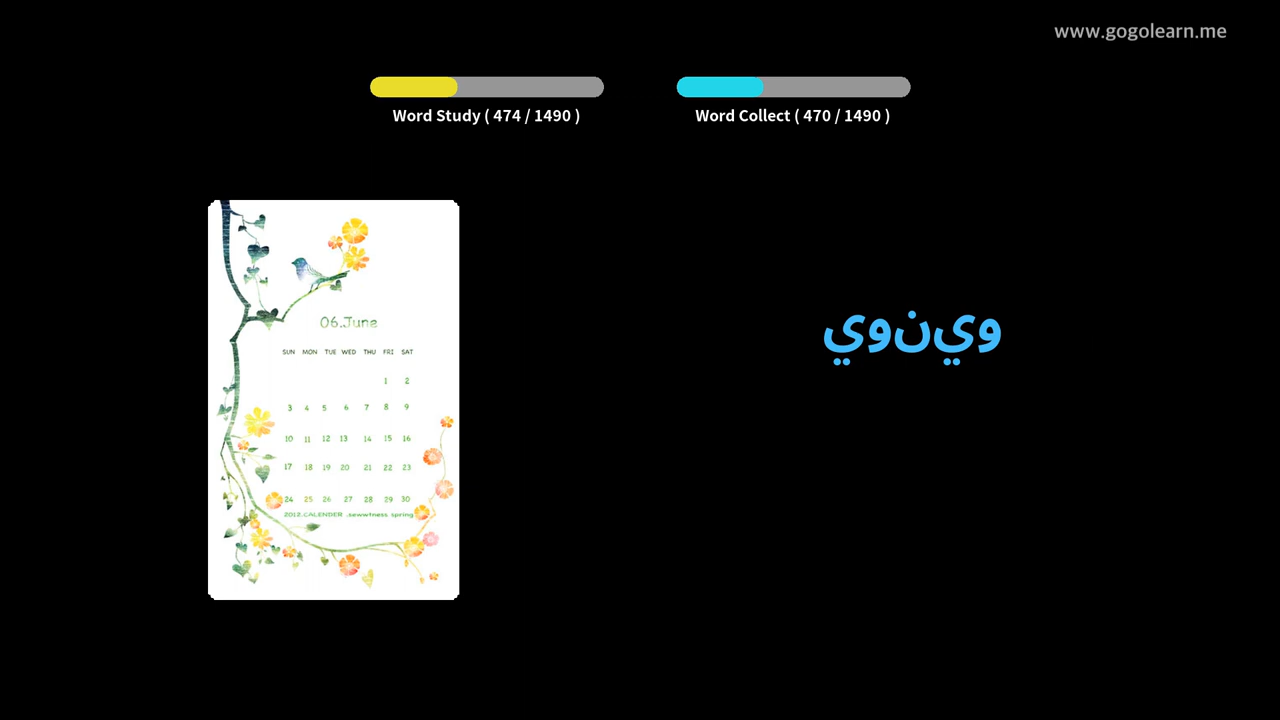 www.gogolearn.me
Word Study ( 474 / 1490 )
Word Collect ( 470 / 1490 )
06.June
SUN MON TUE WED THU FRI SAT
1 2
3 4 5 6 7 8 9
10 11 12 13 14 15 16
17 18 19 20 21 22 23
24 25 26 27 28 29 30
2012.CALENDER .sewwtness spring
يونيو